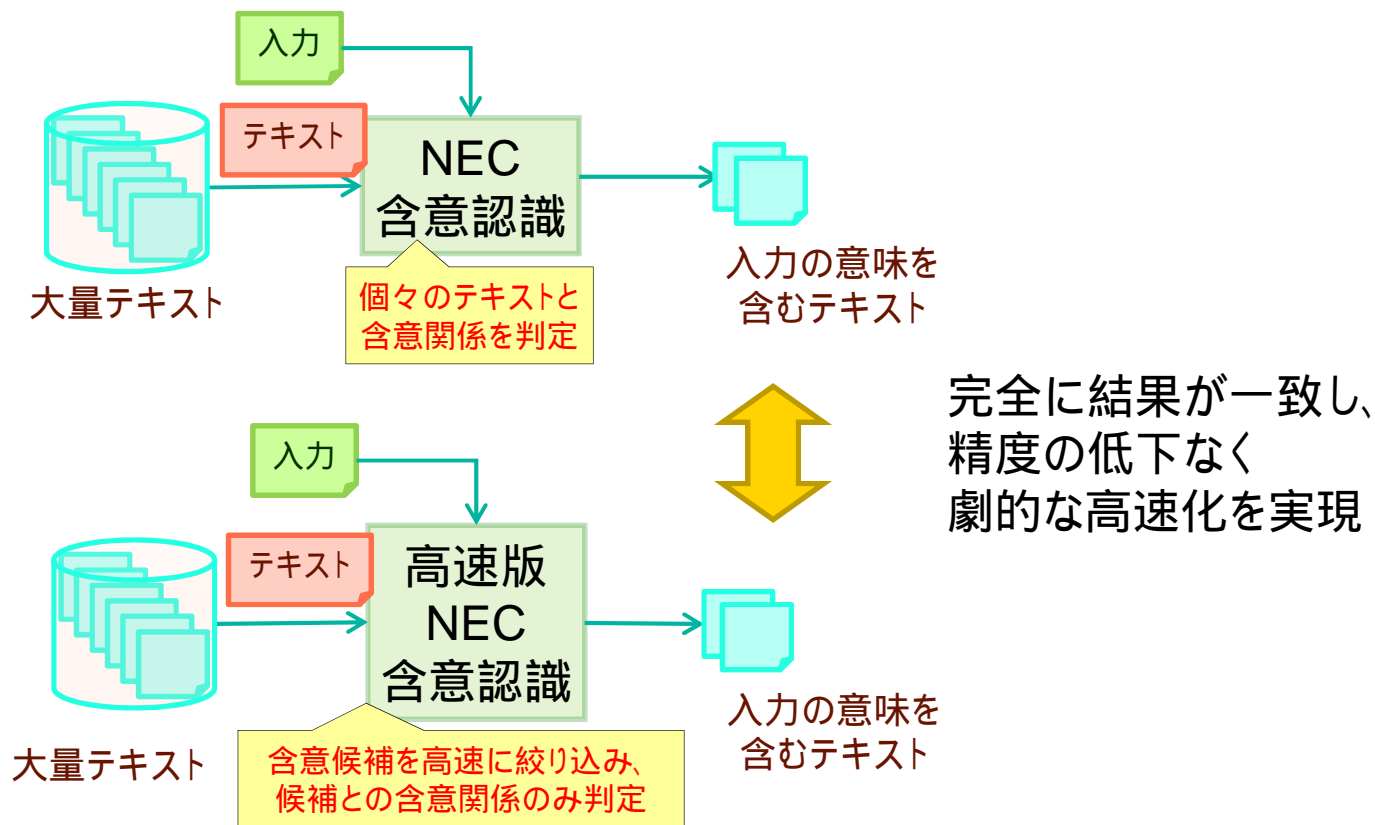 入力
テキスト
NEC
含意認識
大量テキスト
個々のテキストと
含意関係を判定
入力の意味を
含むテキスト
完全に結果が一致し、
精度の低下なく
劇的な高速化を実現
入力
テキスト
高速版
NEC
含意認識
大量テキスト
含意候補を高速に絞り込み、
候補との含意関係のみ判定
入力の意味を
含むテキスト